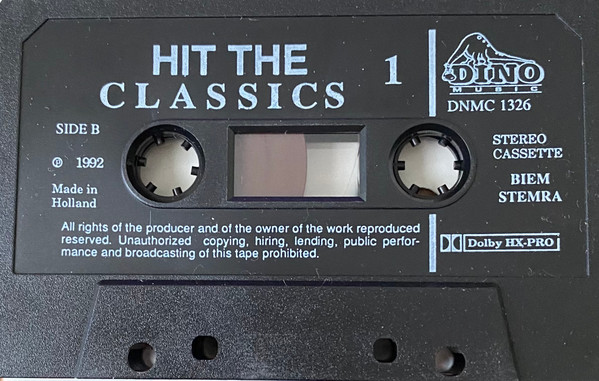 HIT THE
CLASSICS
1
DINO
MUSIC
DNMC 1326
SIDE B
℗ 1992
Made in
Holland
STEREO
CASSETTE
BIEM
STEMRA
All rights of the producer and of the owner of the work reproduced
reserved. Unauthorized copying, hiring, lending, public perfor-
mance and broadcasting of this tape prohibited.
Dolby HX-PRO